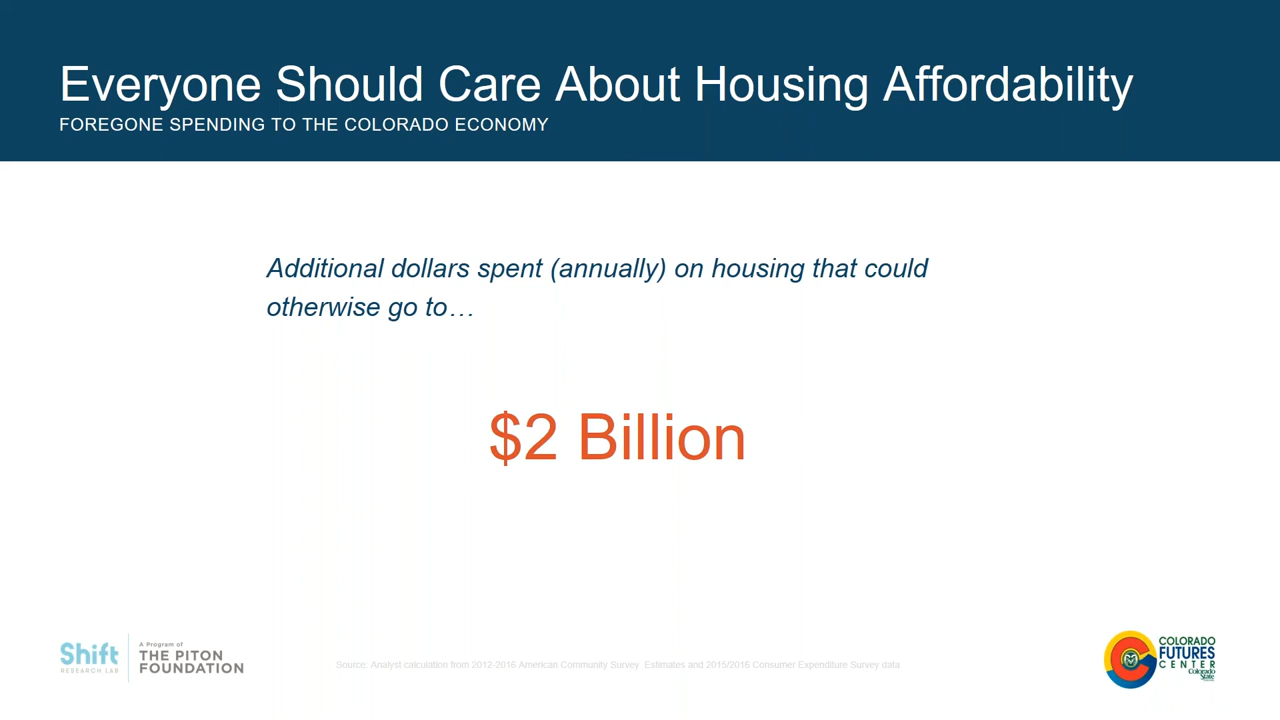 Everyone Should Care About Housing Affordability
FOREGONE SPENDING TO THE COLORADO ECONOMY
Additional dollars spent (annually) on housing that could
otherwise go to…
$2 Billion
Shift
RESEARCH LAB
A Program of
THE PITON
FOUNDATION
Source: Analyst calculation from 2012-2016 American Community Survey Estimates and 2015/2016 Consumer Expenditure Survey data
COLORADO
FUTURES
CENTER
Colorado
State